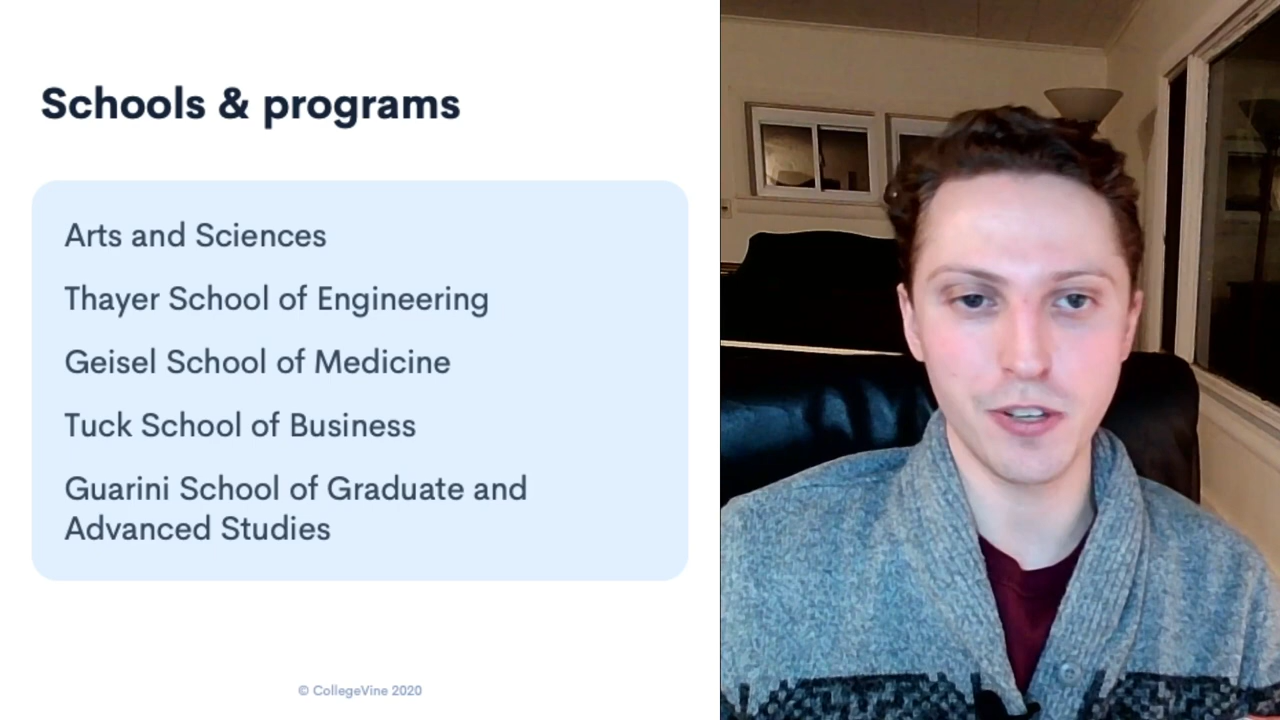 Schools & programs
Arts and Sciences
Thayer School of Engineering
Geisel School of Medicine
Tuck School of Business
Guarini School of Graduate and
Advanced Studies
© CollegeVine 2020